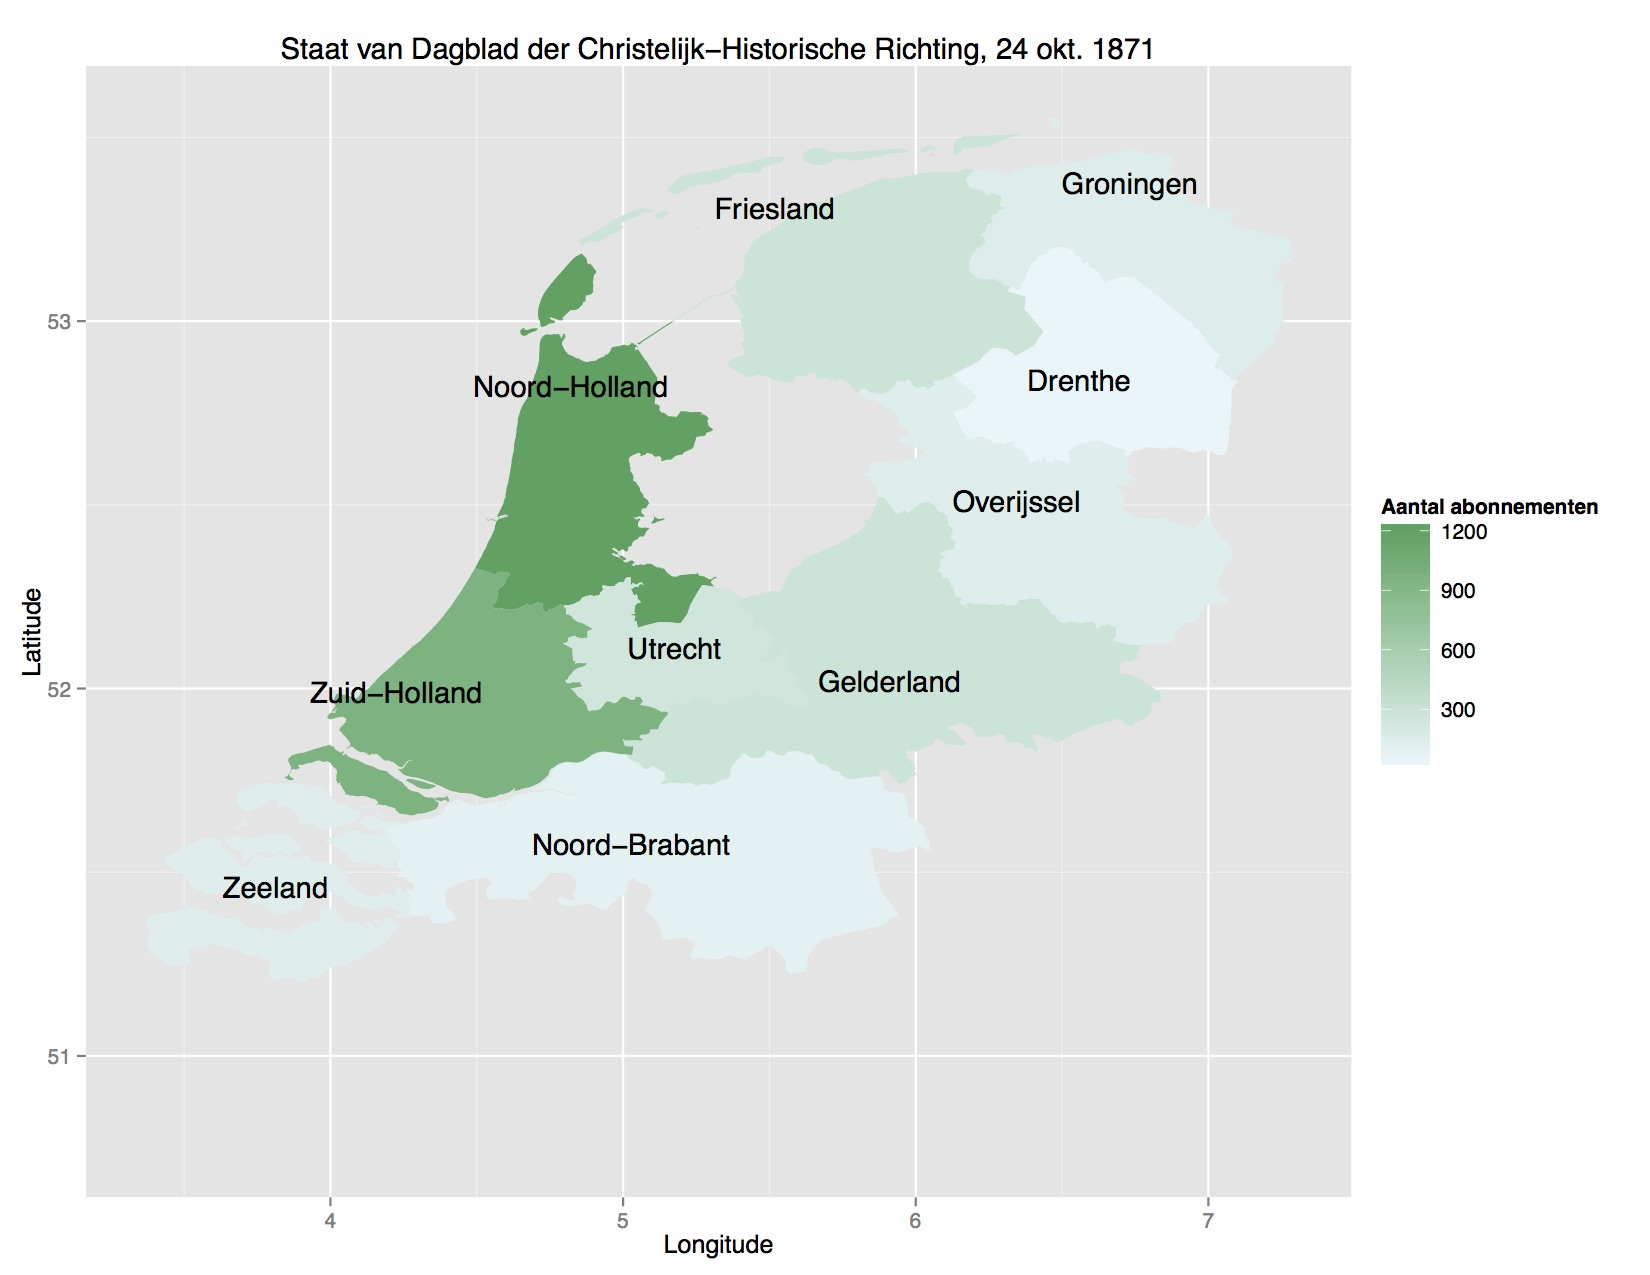 Staat van Dagblad der Christelijk−Historische Richting, 24 okt. 1871
Groningen
Friesland
53
Drenthe
Noord−Holland
Overijssel
Aantal abonnementen
1200
900
600
300
Latitude
Utrecht
Gelderland
52
Zuid−Holland
Noord−Brabant
Zeeland
51
4
5
6
7
Longitude